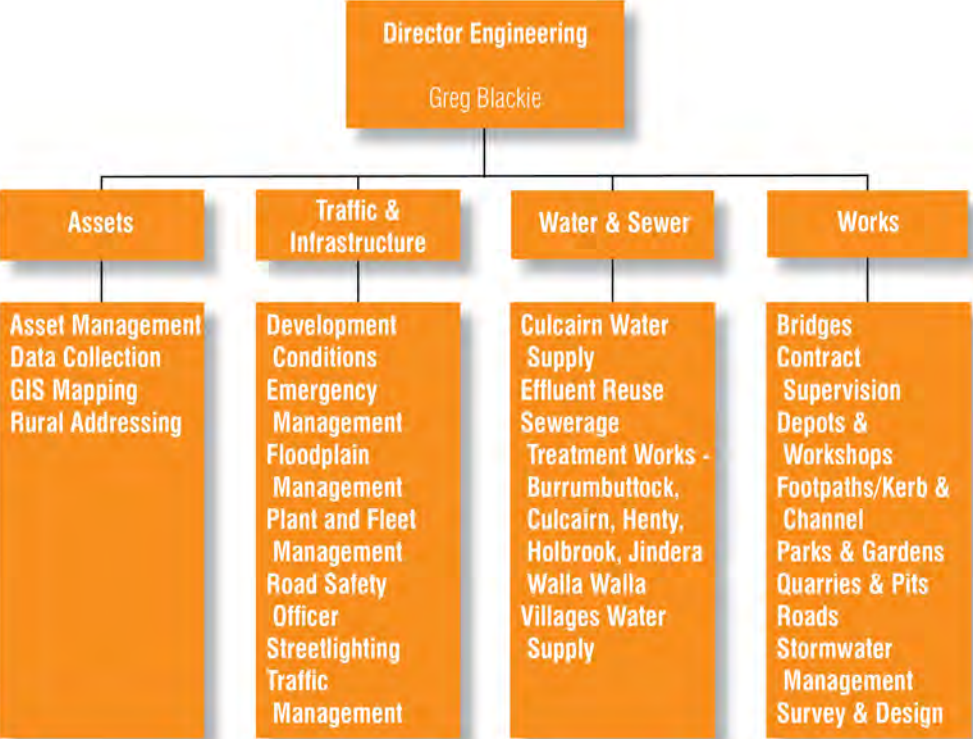 Director Engineering
Greg Blackie
Assets
Traffic &
Infrastructure
Water & Sewer
Works
Asset Management
Data Collection
GIS Mapping
Rural Addressing
Development
Conditions
Emergency
Management
Floodplain
Management
Plant and Fleet
Management
Road Safety
Officer
Streetlighting
Traffic
Management
Culcairn Water
Supply
Effluent Reuse
Sewerage
Treatment Works -
Burrumbuttock,
Culcairn, Henty,
Holbrook, Jindera
Walla Walla
Villages Water
Supply
Bridges
Contract
Supervision
Depots &
Workshops
Footpaths/Kerb &
Channel
Parks & Gardens
Quarries & Pits
Roads
Stormwater
Management
Survey & Design